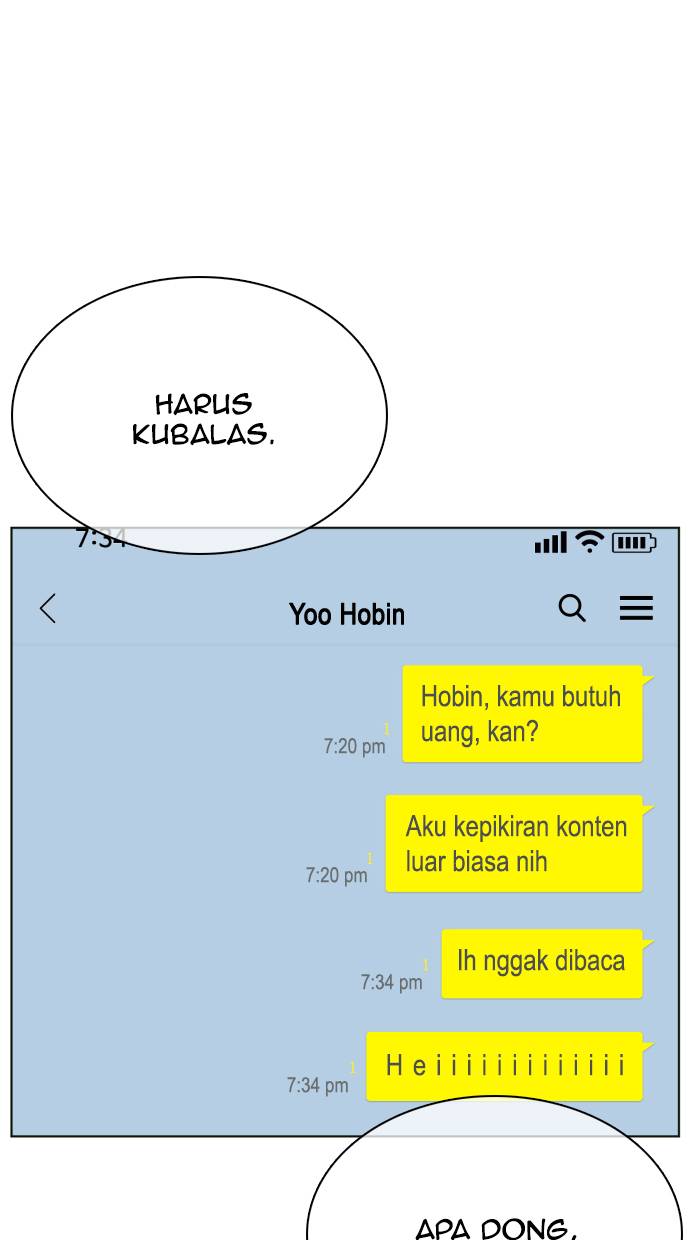 HARUS
KUBALAS.
7:34
Yoo Hobin
Hobin, kamu butuh
uang, kan?
1
7:20 pm
Aku kepikiran konten
luar biasa nih
1
7:20 pm
Ih nggak dibaca
1
7:34 pm
H e i i i i i i i i i i i i i
1
7:34 pm
APA DONG,